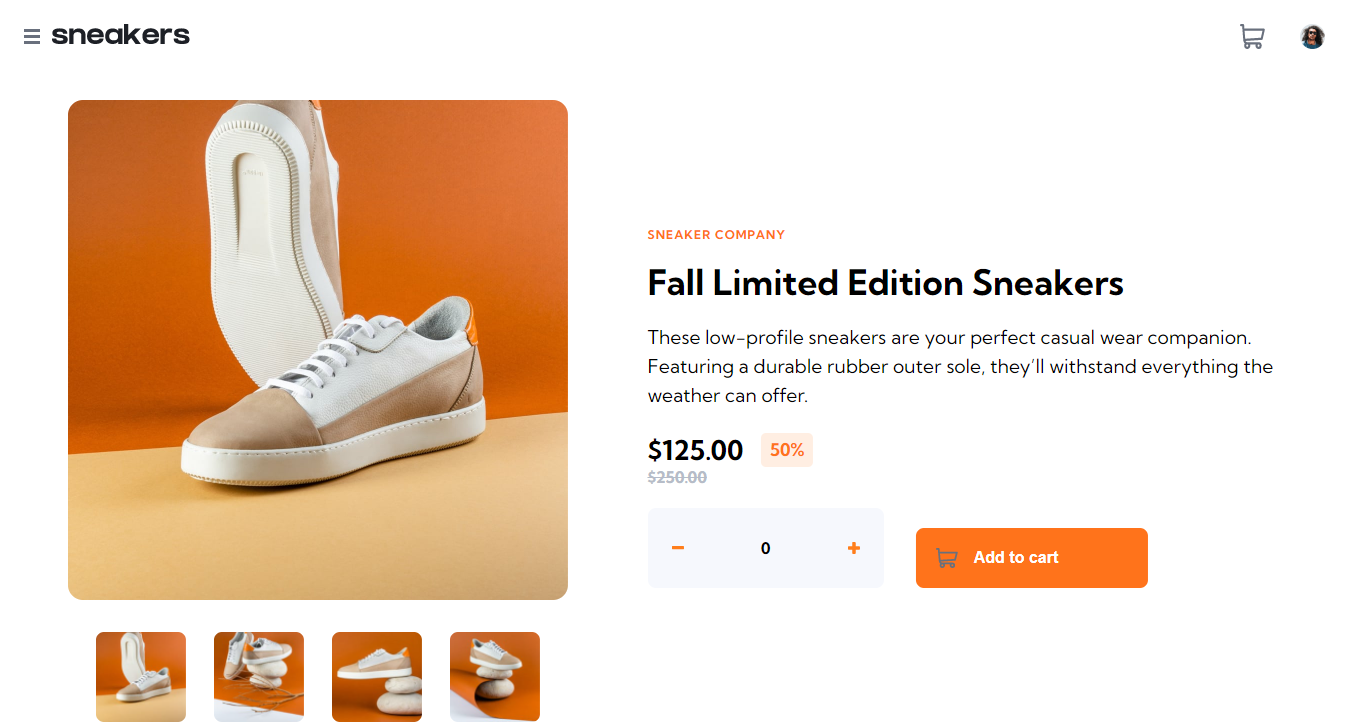 sneakers
SNEAKER COMPANY
Fall Limited Edition Sneakers
These low-profile sneakers are your perfect casual wear companion.
Featuring a durable rubber outer sole, they’ll withstand everything the
weather can offer.
$125.00 50%
$250.00
0
Add to cart